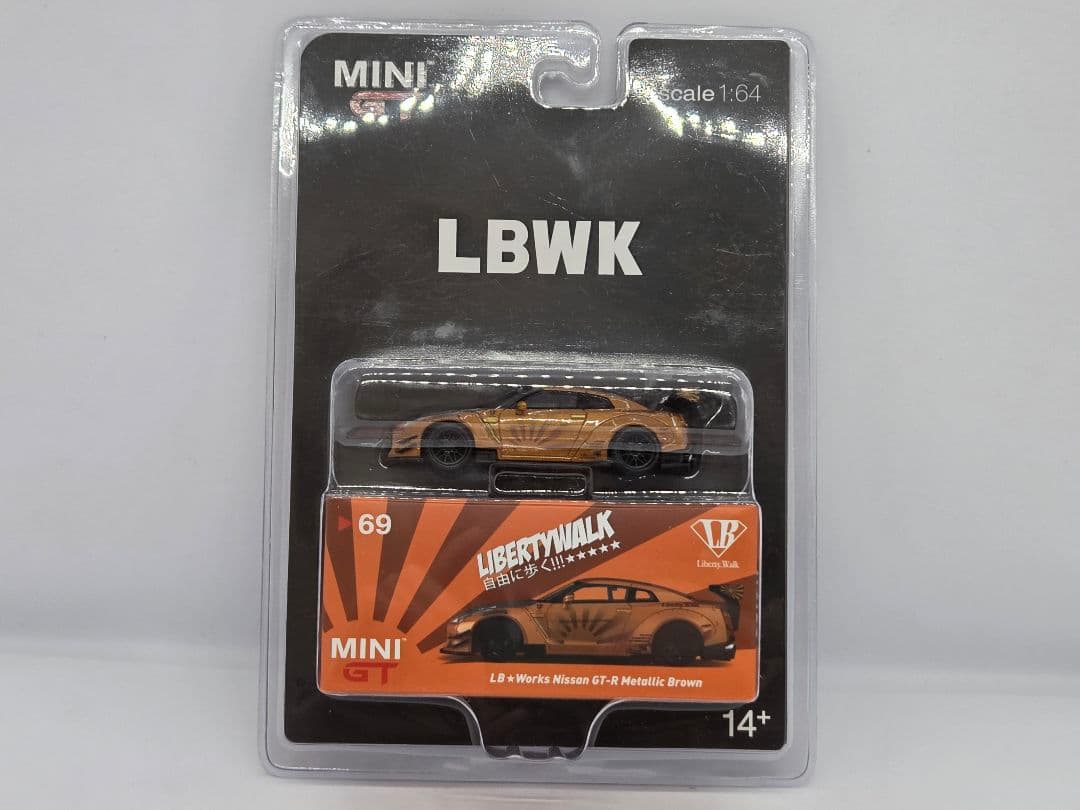 MINI GT
scale 1:64
LBWK
69
LIBERTYWALK
自由に歩く!!!★★★★★
LB
Liberty Walk
MINI GT
LB★Works Nissan GT-R Metallic Brown
14+